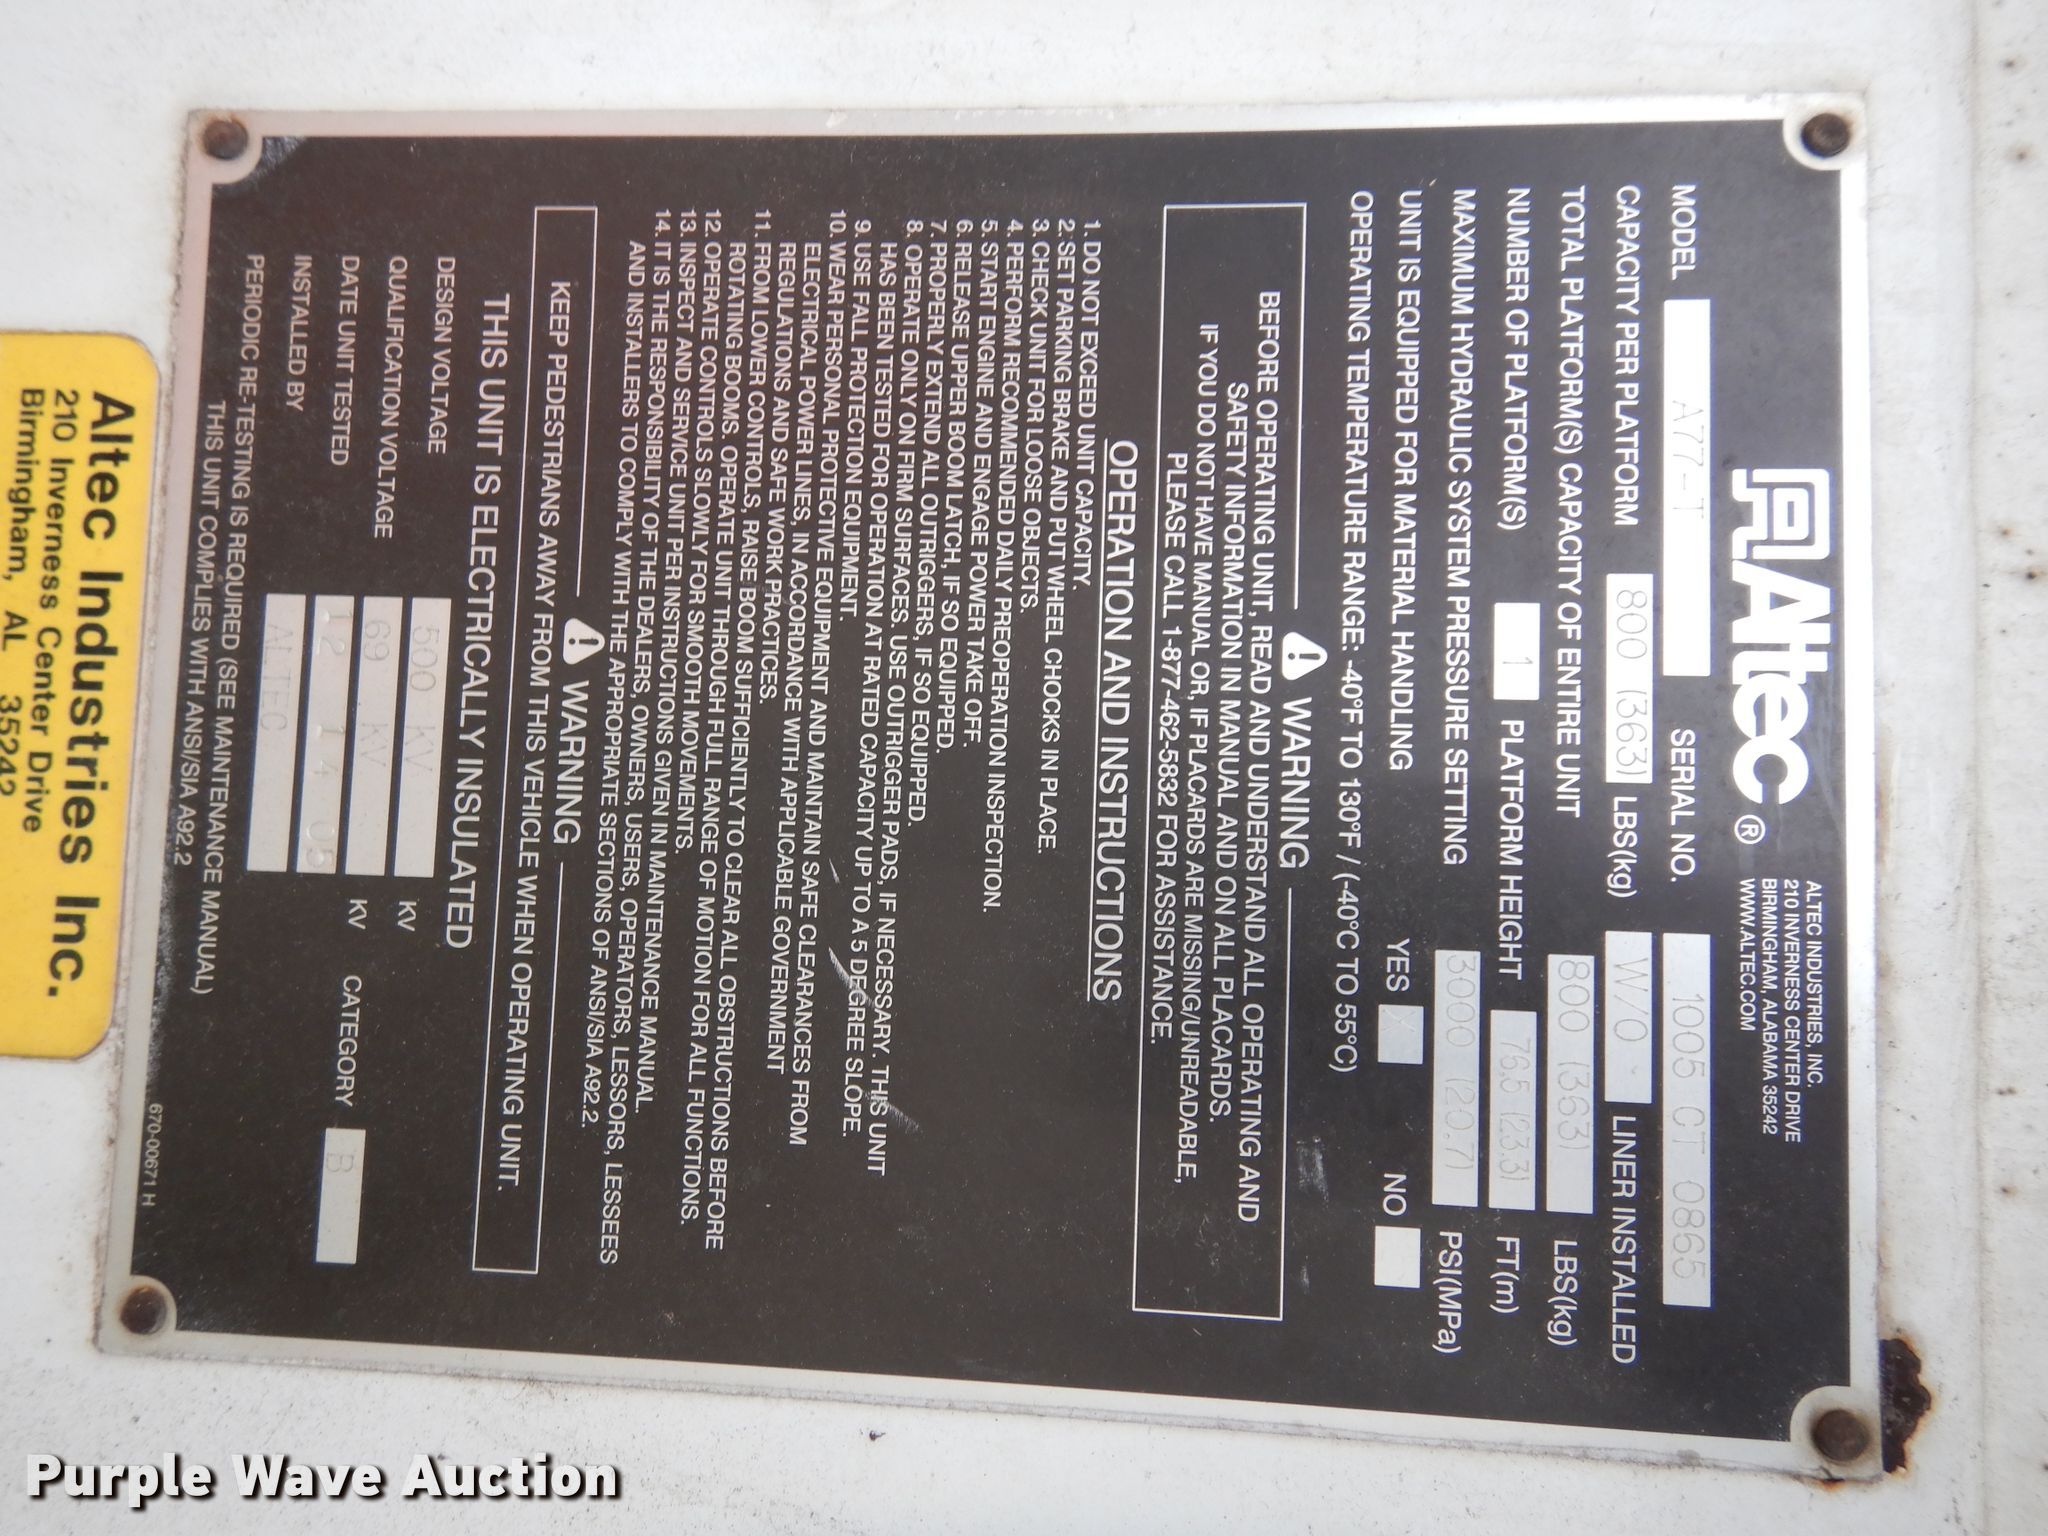 Altec®
ALTEC INDUSTRIES, INC.
210 INVERNESS CENTER DRIVE
BIRMINGHAM, ALABAMA 35242
WWW.ALTEC.COM
MODEL A77-T SERIAL NO. 1005 CT 0865
CAPACITY PER PLATFORM 800 (363) LBS(kg) W/O LINER INSTALLED
TOTAL PLATFORM(S) CAPACITY OF ENTIRE UNIT 800 (363) LBS(kg)
NUMBER OF PLATFORM(S) 1 PLATFORM HEIGHT 76.5 (23.3) FT(m)
MAXIMUM HYDRAULIC SYSTEM PRESSURE SETTING 3000 (20.7) PSI(MPa)
UNIT IS EQUIPPED FOR MATERIAL HANDLING YES NO
OPERATING TEMPERATURE RANGE: -40°F TO 130°F / (-40°C TO 55°C)
WARNING
BEFORE OPERATING UNIT, READ AND UNDERSTAND ALL OPERATING AND
SAFETY INFORMATION IN MANUAL AND ON ALL PLACARDS.
IF YOU DO NOT HAVE MANUAL OR, IF PLACARDS ARE MISSING/UNREADABLE,
PLEASE CALL 1-877-462-5832 FOR ASSISTANCE.
OPERATION AND INSTRUCTIONS
1. DO NOT EXCEED UNIT CAPACITY.
2. SET PARKING BRAKE AND PUT WHEEL CHOCKS IN PLACE.
3. CHECK UNIT FOR LOOSE OBJECTS.
4. PERFORM RECOMMENDED DAILY PREOPERATION INSPECTION.
5. START ENGINE AND ENGAGE POWER TAKE OFF.
6. RELEASE UPPER BOOM LATCH, IF SO EQUIPPED.
7. PROPERLY EXTEND ALL OUTRIGGERS, IF SO EQUIPPED.
8. OPERATE ONLY ON FIRM SURFACES, USE OUTRIGGER PADS, IF NECESSARY. THIS UNIT
HAS BEEN TESTED FOR OPERATION AT RATED CAPACITY UP TO A 5 DEGREE SLOPE.
9. USE FALL PROTECTION EQUIPMENT.
10. WEAR PERSONAL PROTECTIVE EQUIPMENT AND MAINTAIN SAFE CLEARANCES FROM
ELECTRICAL POWER LINES, IN ACCORDANCE WITH APPLICABLE GOVERNMENT
REGULATIONS AND SAFE WORK PRACTICES.
11. FROM LOWER CONTROLS, RAISE BOOM SUFFICIENTLY TO CLEAR ALL OBSTRUCTIONS BEFORE
ROTATING BOOMS. OPERATE UNIT THROUGH FULL RANGE OF MOTION FOR ALL FUNCTIONS.
12. OPERATE CONTROLS SLOWLY FOR SMOOTH MOVEMENTS.
13. INSPECT AND SERVICE UNIT PER INSTRUCTIONS GIVEN IN MAINTENANCE MANUAL.
14. IT IS THE RESPONSIBILITY OF THE DEALERS, OWNERS, USERS, OPERATORS, LESSORS, LESSEES
AND INSTALLERS TO COMPLY WITH THE APPROPRIATE SECTIONS OF ANSI/SIA A92.2.
WARNING
KEEP PEDESTRIANS AWAY FROM THIS VEHICLE WHEN OPERATING UNIT.
THIS UNIT IS ELECTRICALLY INSULATED
DESIGN VOLTAGE 500 KV KV
QUALIFICATION VOLTAGE 69 KV KV CATEGORY B
DATE UNIT TESTED 12 14 05
INSTALLED BY ALTEC
PERIODIC RE-TESTING IS REQUIRED (SEE MAINTENANCE MANUAL)
THIS UNIT COMPLIES WITH ANSI/SIA A92.2
670-00671 H
Altec Industries Inc.
210 Inverness Center Drive
Birmingham, AL 35242
Purple Wave Auction